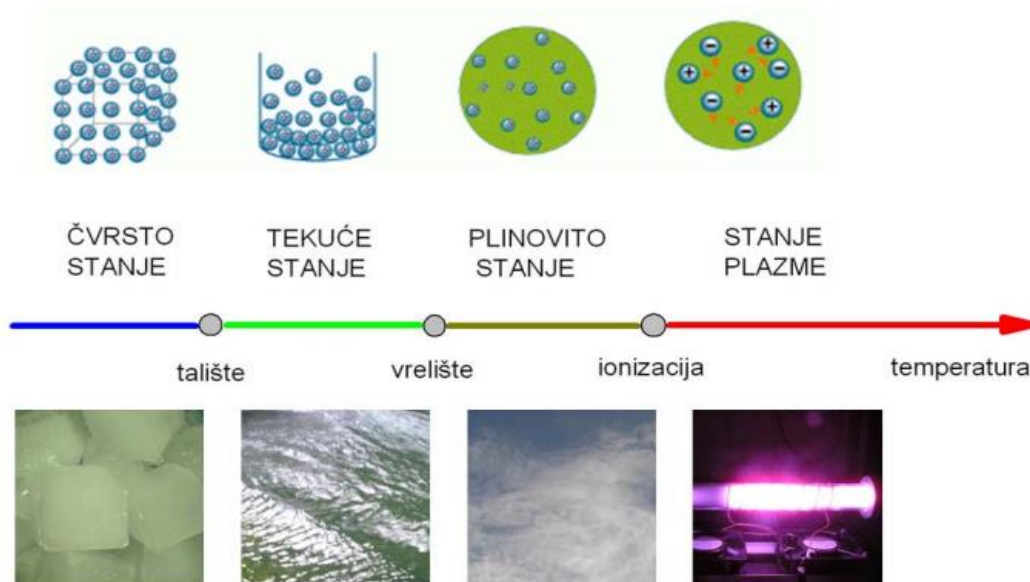 ČVRSTO
STANJE
TEKUĆE
STANJE
PLINOVITO
STANJE
STANJE
PLAZME
talište
vrelište
ionizacija
temperatura